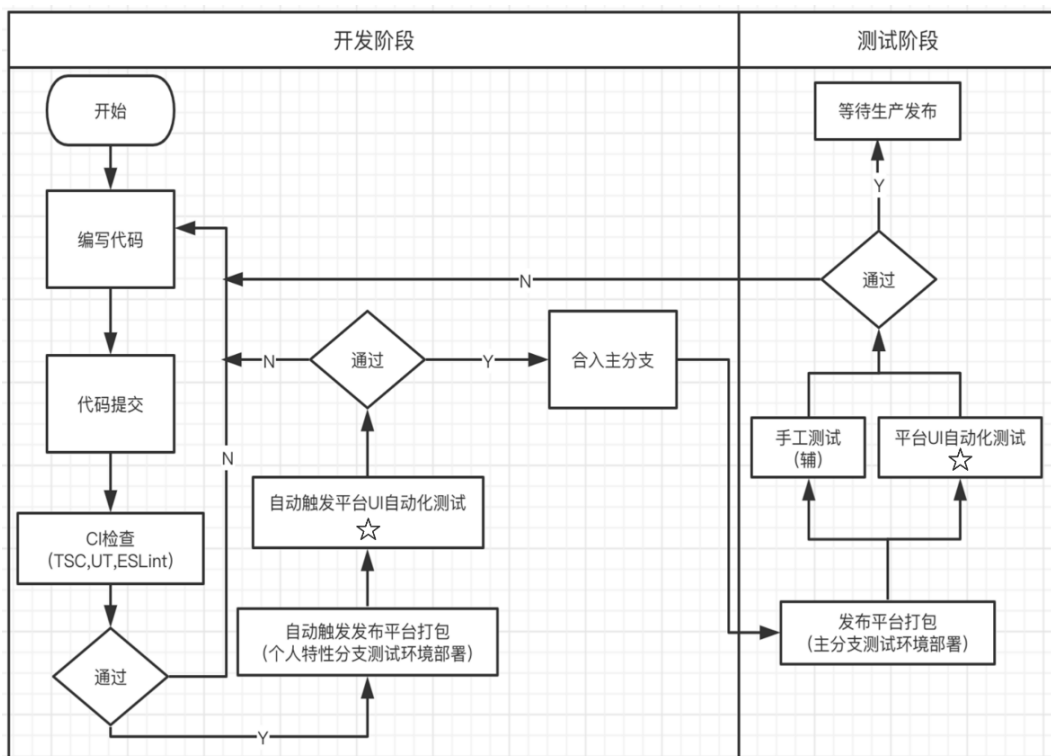 开发阶段
测试阶段
开始
编写代码
代码提交
CI检查
(TSC,UT,ESLint)
通过
N
Y
自动触发发布平台打包
(个人特性分支测试环境部署)
自动触发平台UI自动化测试
☆
通过
N
Y
合入主分支
发布平台打包
(主分支测试环境部署)
手工测试
(辅)
平台UI自动化测试
☆
通过
N
Y
等待生产发布